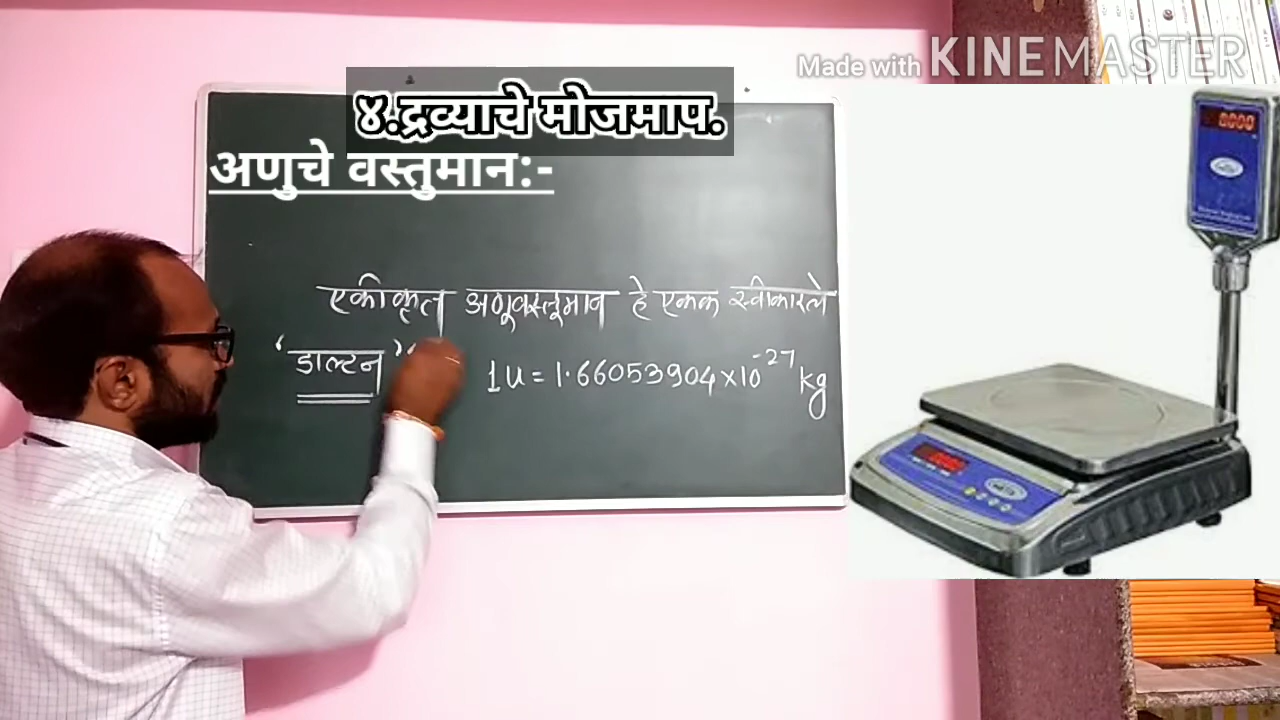 Made with KINEMASTER
४.द्रव्याचे मोजमाप.
अणुचे वस्तुमान:-
एकीकृत अणूवस्तूमान हे एकक स्वीकारले
‘डाल्टन’ 1u = 1.66053904 × 10⁻²⁷ kg